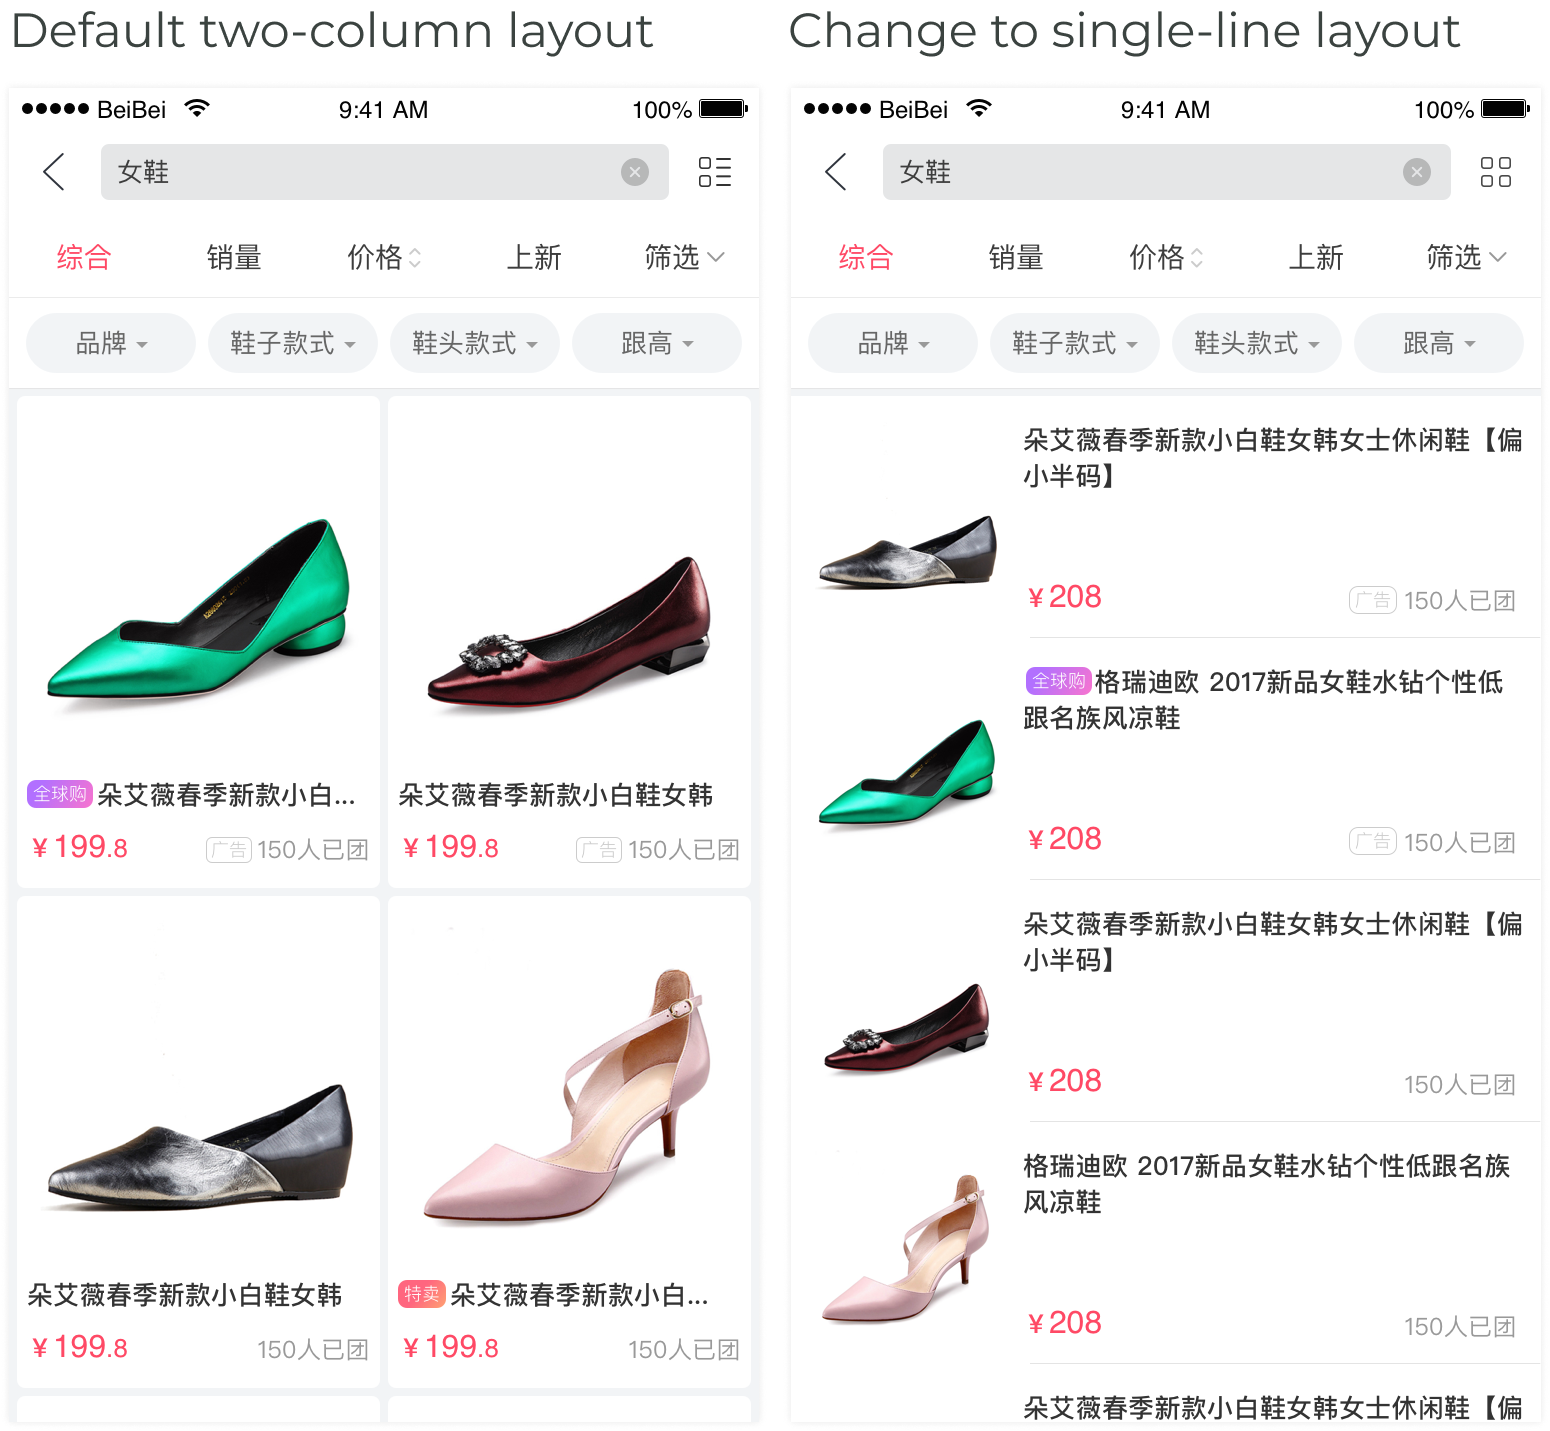 Default two-column layout
BeiBei 9:41 AM 100%
女鞋
综合 销量 价格 上新 筛选
品牌 鞋子款式 鞋头款式 跟高
全球购 朵艾薇春季新款小白...
¥199.8 广告 150人已团
朵艾薇春季新款小白鞋女韩
¥199.8 广告 150人已团
朵艾薇春季新款小白鞋女韩
¥199.8 150人已团
特卖 朵艾薇春季新款小白...
¥199.8 150人已团
Change to single-line layout
BeiBei 9:41 AM 100%
女鞋
综合 销量 价格 上新 筛选
品牌 鞋子款式 鞋头款式 跟高
朵艾薇春季新款小白鞋女韩女士休闲鞋【偏
小半码】
¥208 广告 150人已团
全球购 格瑞迪欧 2017新品女鞋水钻个性低
跟名族风凉鞋
¥208 广告 150人已团
朵艾薇春季新款小白鞋女韩女士休闲鞋【偏
小半码】
¥208 150人已团
格瑞迪欧 2017新品女鞋水钻个性低跟名族
风凉鞋
¥208 150人已团
朵艾薇春季新款小白鞋女韩女士休闲鞋【偏